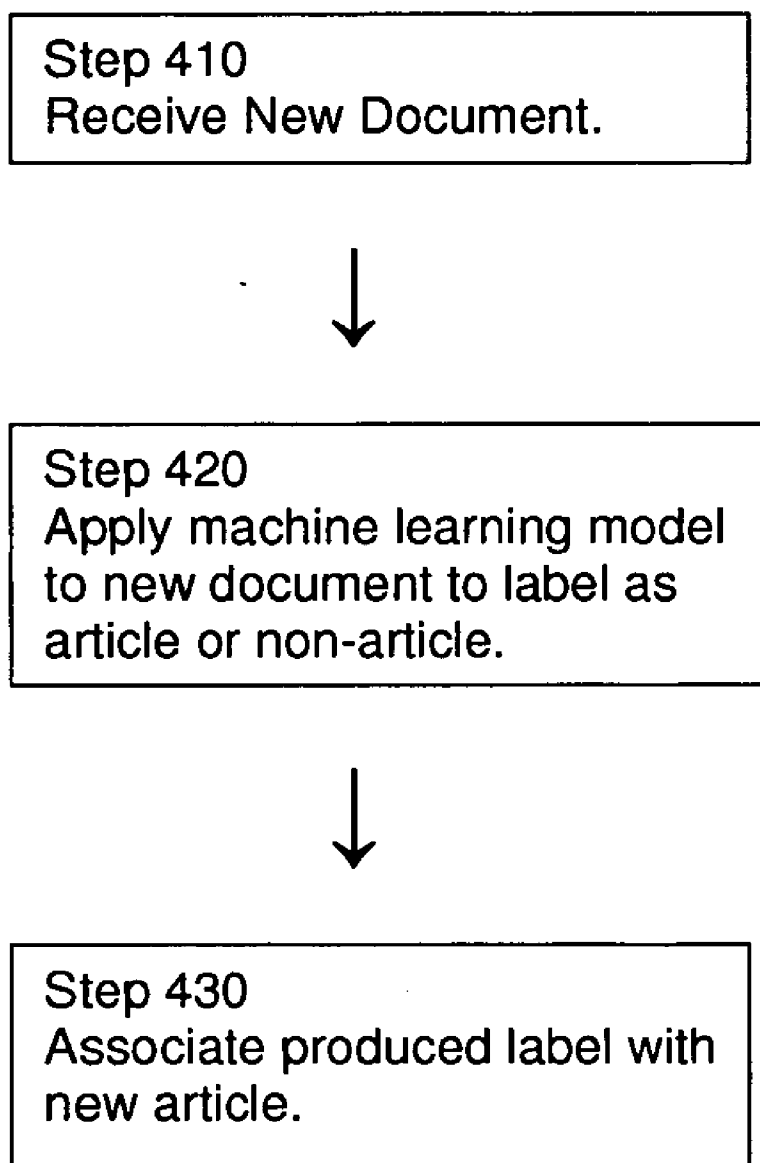 Step 410
Receive New Document.
Step 420
Apply machine learning model
to new document to label as
article or non-article.
Step 430
Associate produced label with
new article.